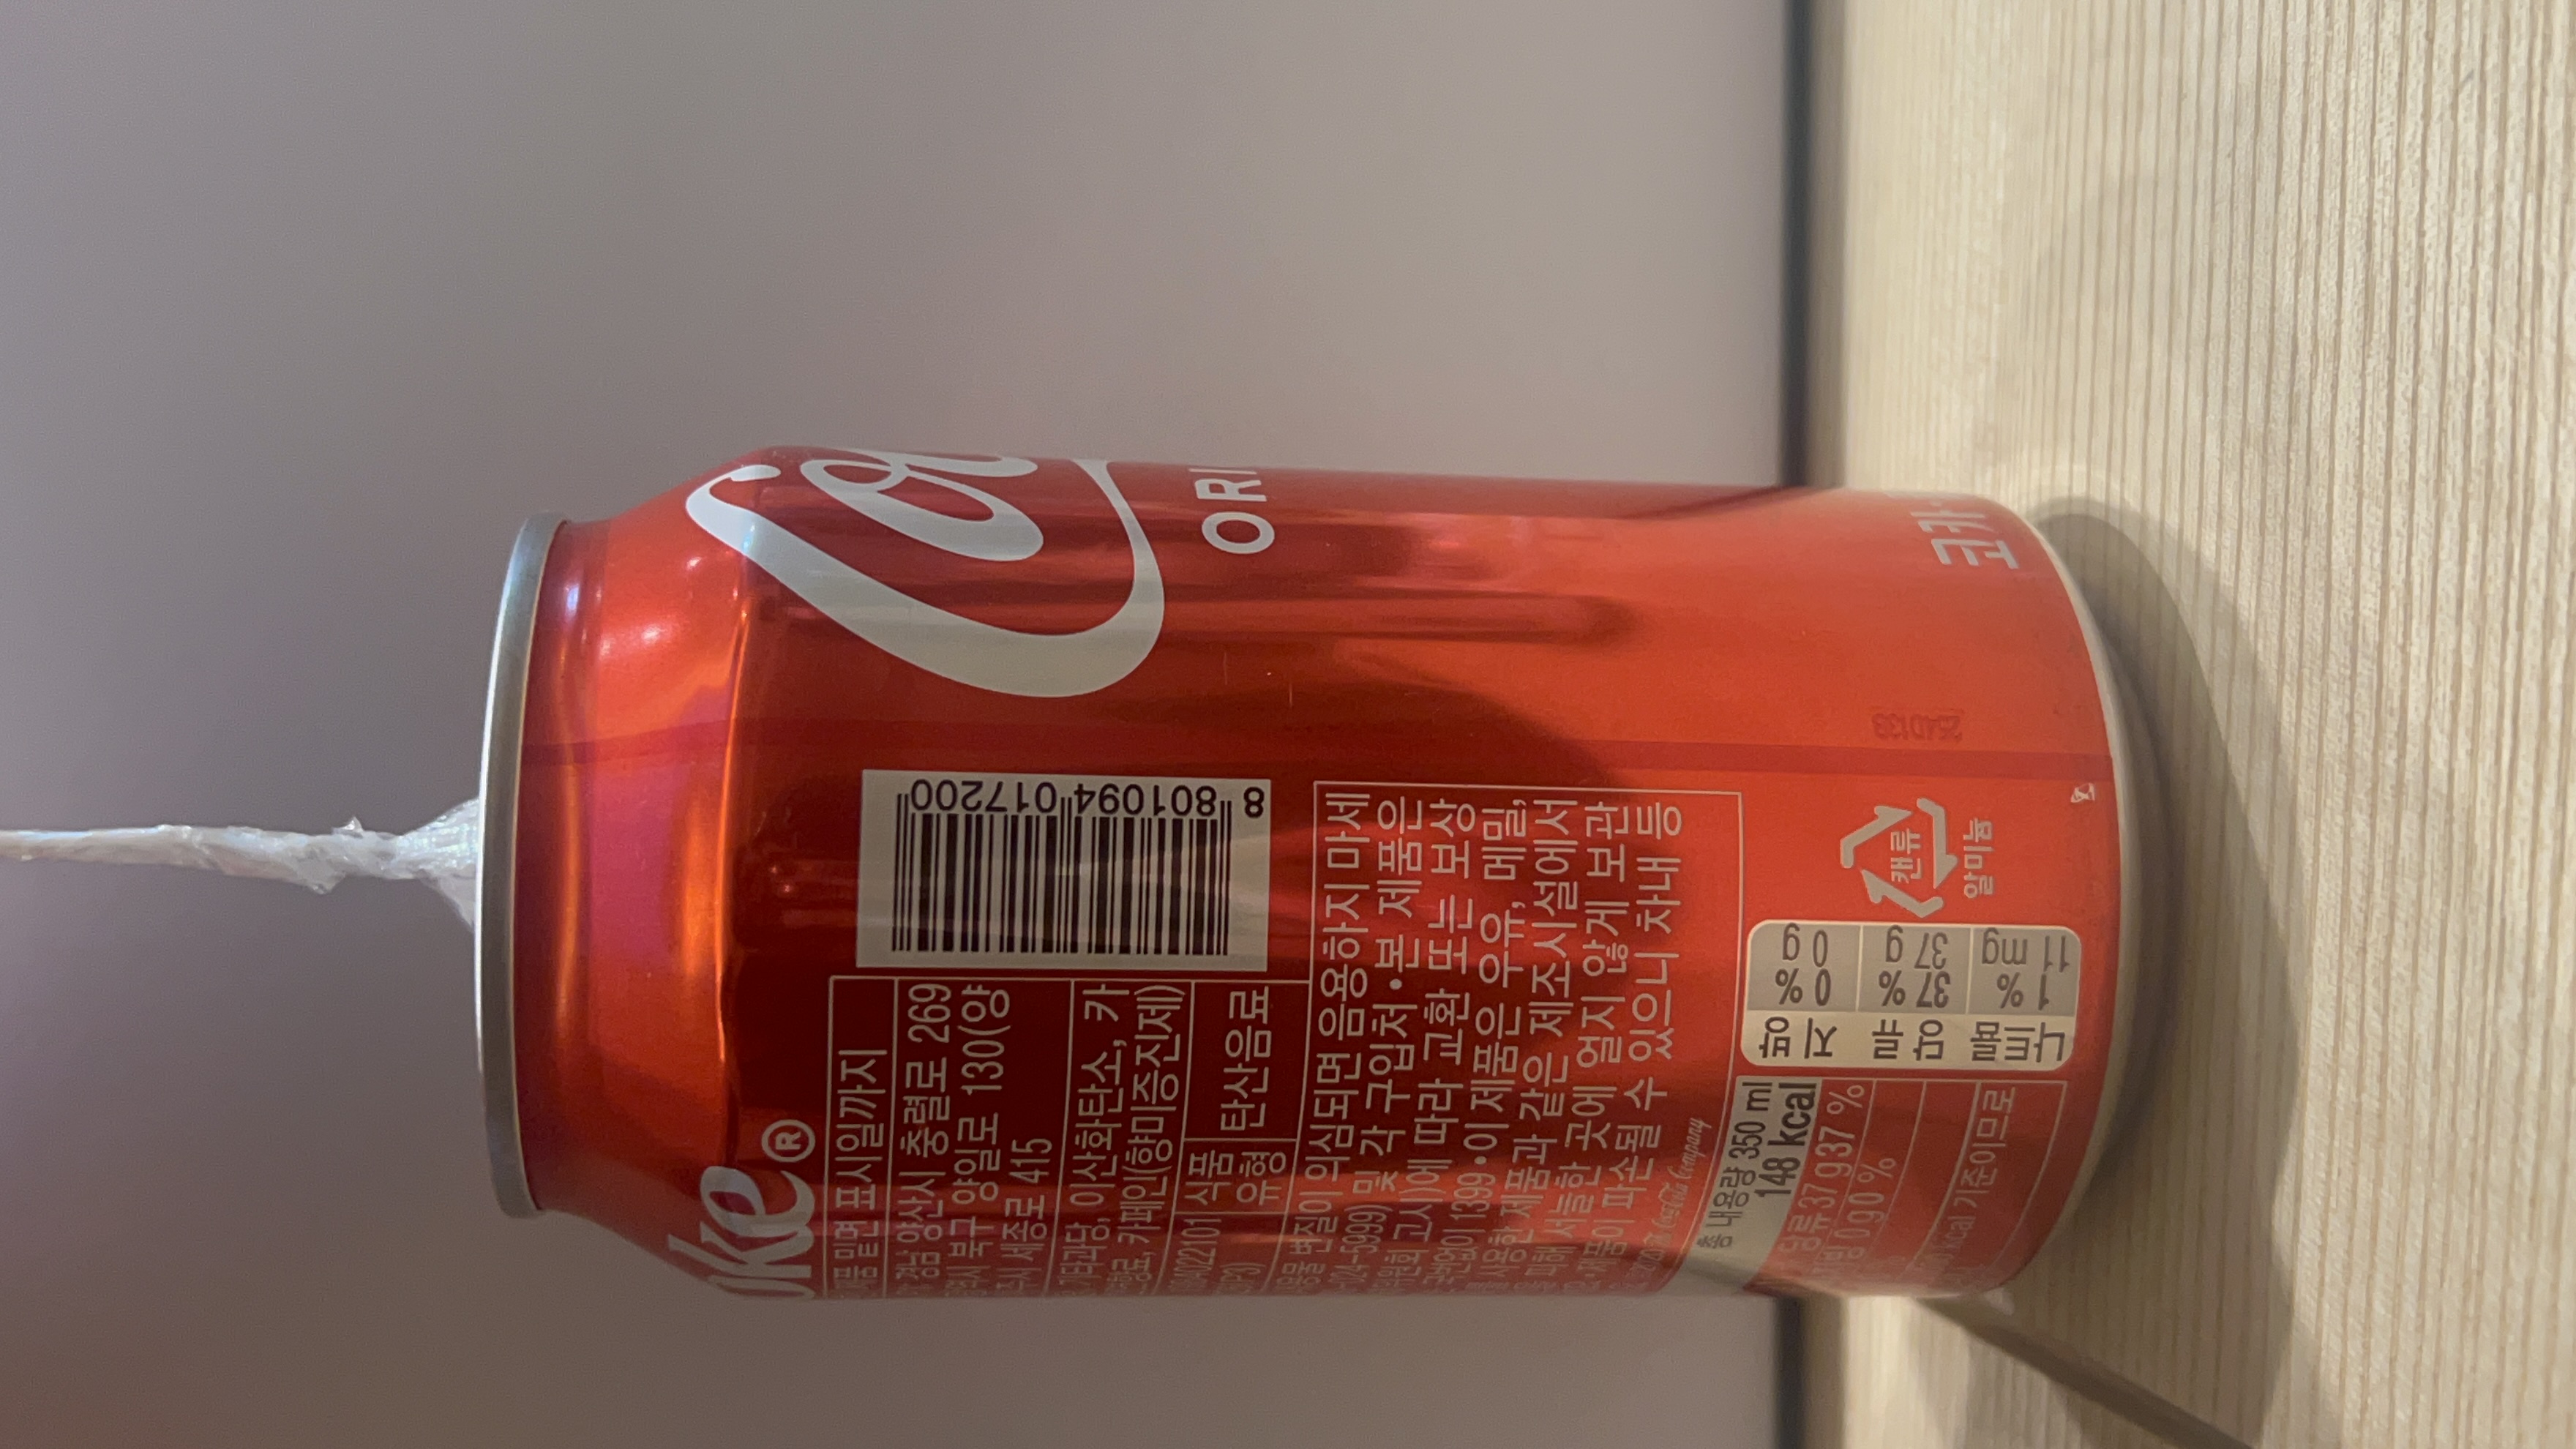 oke®
제품 밑면 표시일까지
경남 양산시 충렬로 269
북구 양일로 130(양
세종로 415
기타과당, 이산화탄소, 카
카페인(향미증진제)
식품
유형
탄산음료
변질이 의심되면 음용하지 마세
-5999) 및 각 구입처 •본 제품은
고시)에 따라 교환 또는 보상
국번없이 1399 •이 제품은 우유, 메밀,
사용한 제품과 같은 제조시설에서
피해 서늘한 곳에 얼지 않게 보관
제품이 파손될 수 있으니 차내 등
Coca-Cola Company
총 내용량 350 ml
148 kcal
당류 37 g 37 %
0 g 0 %
kcal 기준이므로
8 801094 017200
나트륨 당류 지방
1 % 37 % 0 %
11 mg 37 g 0 g
캔류
알미늄
Co
ORI
코카